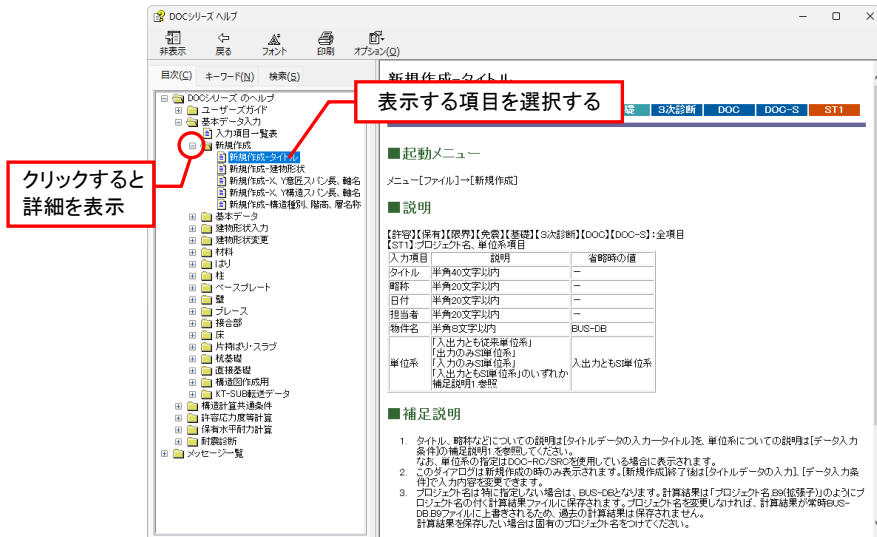 DOCシリーズ ヘルプ
非表示 戻る フォント 印刷 オプション(O)
目次(C) キーワード(N) 検索(S)
DOCシリーズ のヘルプ
ユーザーズガイド
基本データ入力
入力項目一覧表
新規作成
新規作成-タイトル
新規作成-建物形状
新規作成-X, Y意匠スパン長、軸名
新規作成-X, Y構造スパン長、軸名
新規作成-構造種別、階高、層名称
基本データ
建物形状入力
建物形状変更
材料
はり
柱
ベースプレート
壁
ブレース
接合部
床
片持ばり・スラブ
杭基礎
直接基礎
構造図作成用
KT-SUB転送データ
構造計算共通条件
許容応力度等計算
保有水平耐力計算
耐震診断
メッセージ一覧
クリックすると
詳細を表示
表示する項目を選択する
新規作成-タイトル
礎 3次診断 DOC DOC-S ST1
■起動メニュー
メニュー[ファイル]→[新規作成]
■説明
【許容】【保有】【限界】【免震】【基礎】【3次診断】【DOC】【DOC-S】:全項目
【ST1】:プロジェクト名、単位系項目
入力項目 説明 省略時の値
タイトル 半角40文字以内 −
略称 半角20文字以内 −
日付 半角20文字以内 −
担当者 半角20文字以内 −
物件名 半角8文字以内 BUS-DB
単位系 「入出力とも従来単位系」
「出力のみSI単位系」
「入力のみSI単位系」
「入出力ともSI単位系」のいずれか
補足説明1.参照 入出力ともSI単位系
■補足説明
1. タイトル、略称などについての説明は[タイトルデータの入力ータイトル]を、単位系についての説明は[データ入力
条件]の補足説明1.を参照してください。
なお、単位系の指定はDOC-RC/SRCを使用している場合に表示されます。
2. このダイアログは新規作成の時のみ表示されます。[新規作成]終了後は[タイトルデータの入力]、[データ入力条
件]で入力内容を変更できます。
3. プロジェクト名は特に指定しない場合は、BUS-DBとなります。計算結果は「プロジェクト名.B9(拡張子)」のようにプ
ロジェクト名の付く計算結果ファイルに保存されます。プロジェクト名を変更しなければ、計算結果が常時BUS-
DB.B9ファイルに上書きされるため、過去の計算結果は保存されません。
計算結果を保存したい場合は固有のプロジェクト名をつけてください。